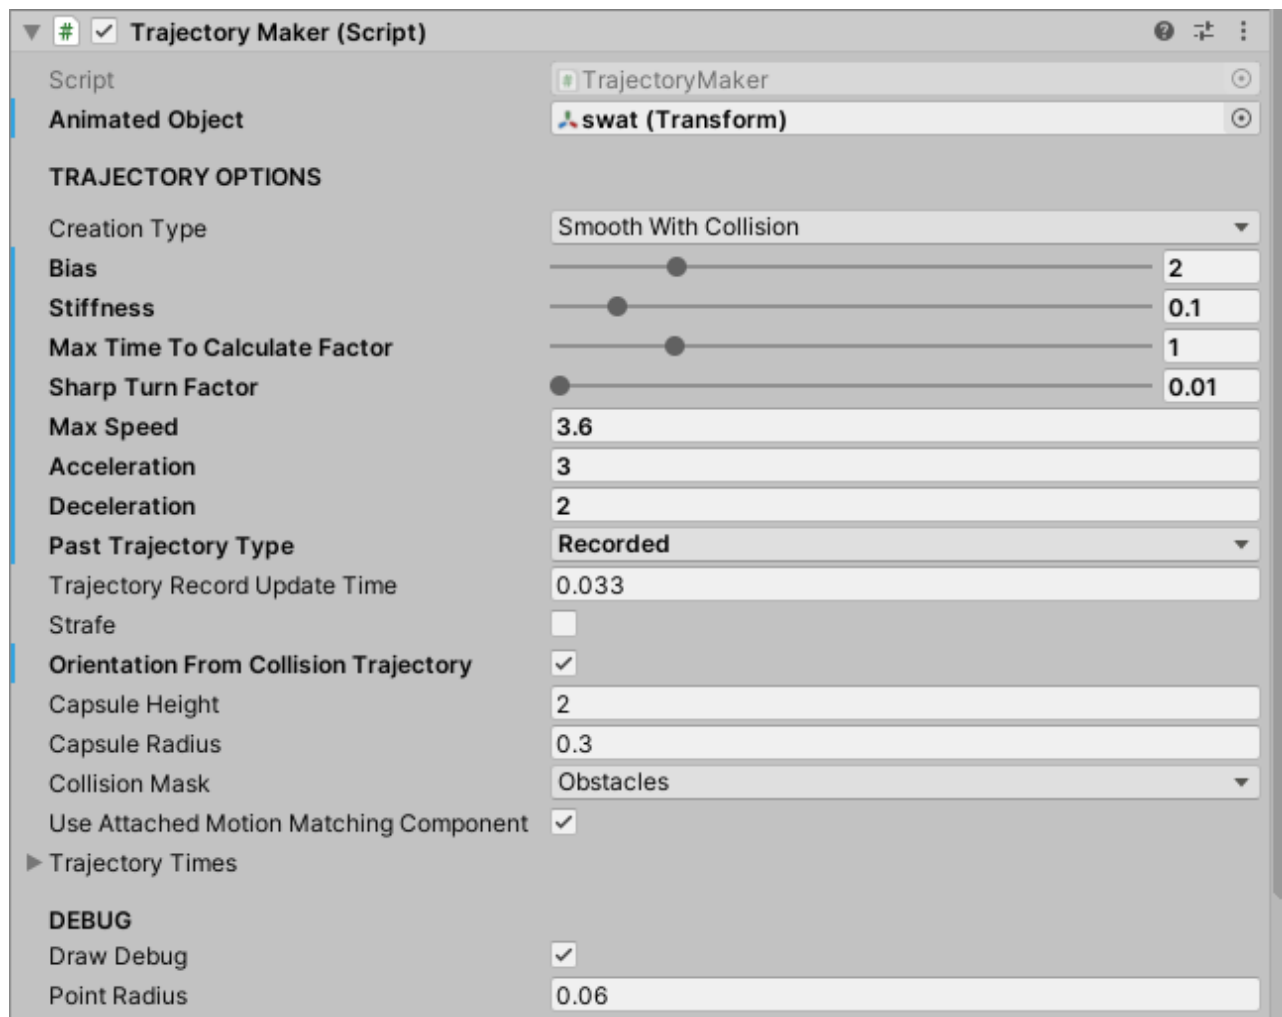 Trajectory Maker (Script)
Script TrajectoryMaker
Animated Object swat (Transform)
TRAJECTORY OPTIONS
Creation Type Smooth With Collision
Bias 2
Stiffness 0.1
Max Time To Calculate Factor 1
Sharp Turn Factor 0.01
Max Speed 3.6
Acceleration 3
Deceleration 2
Past Trajectory Type Recorded
Trajectory Record Update Time 0.033
Strafe
Orientation From Collision Trajectory
Capsule Height 2
Capsule Radius 0.3
Collision Mask Obstacles
Use Attached Motion Matching Component
Trajectory Times
DEBUG
Draw Debug
Point Radius 0.06